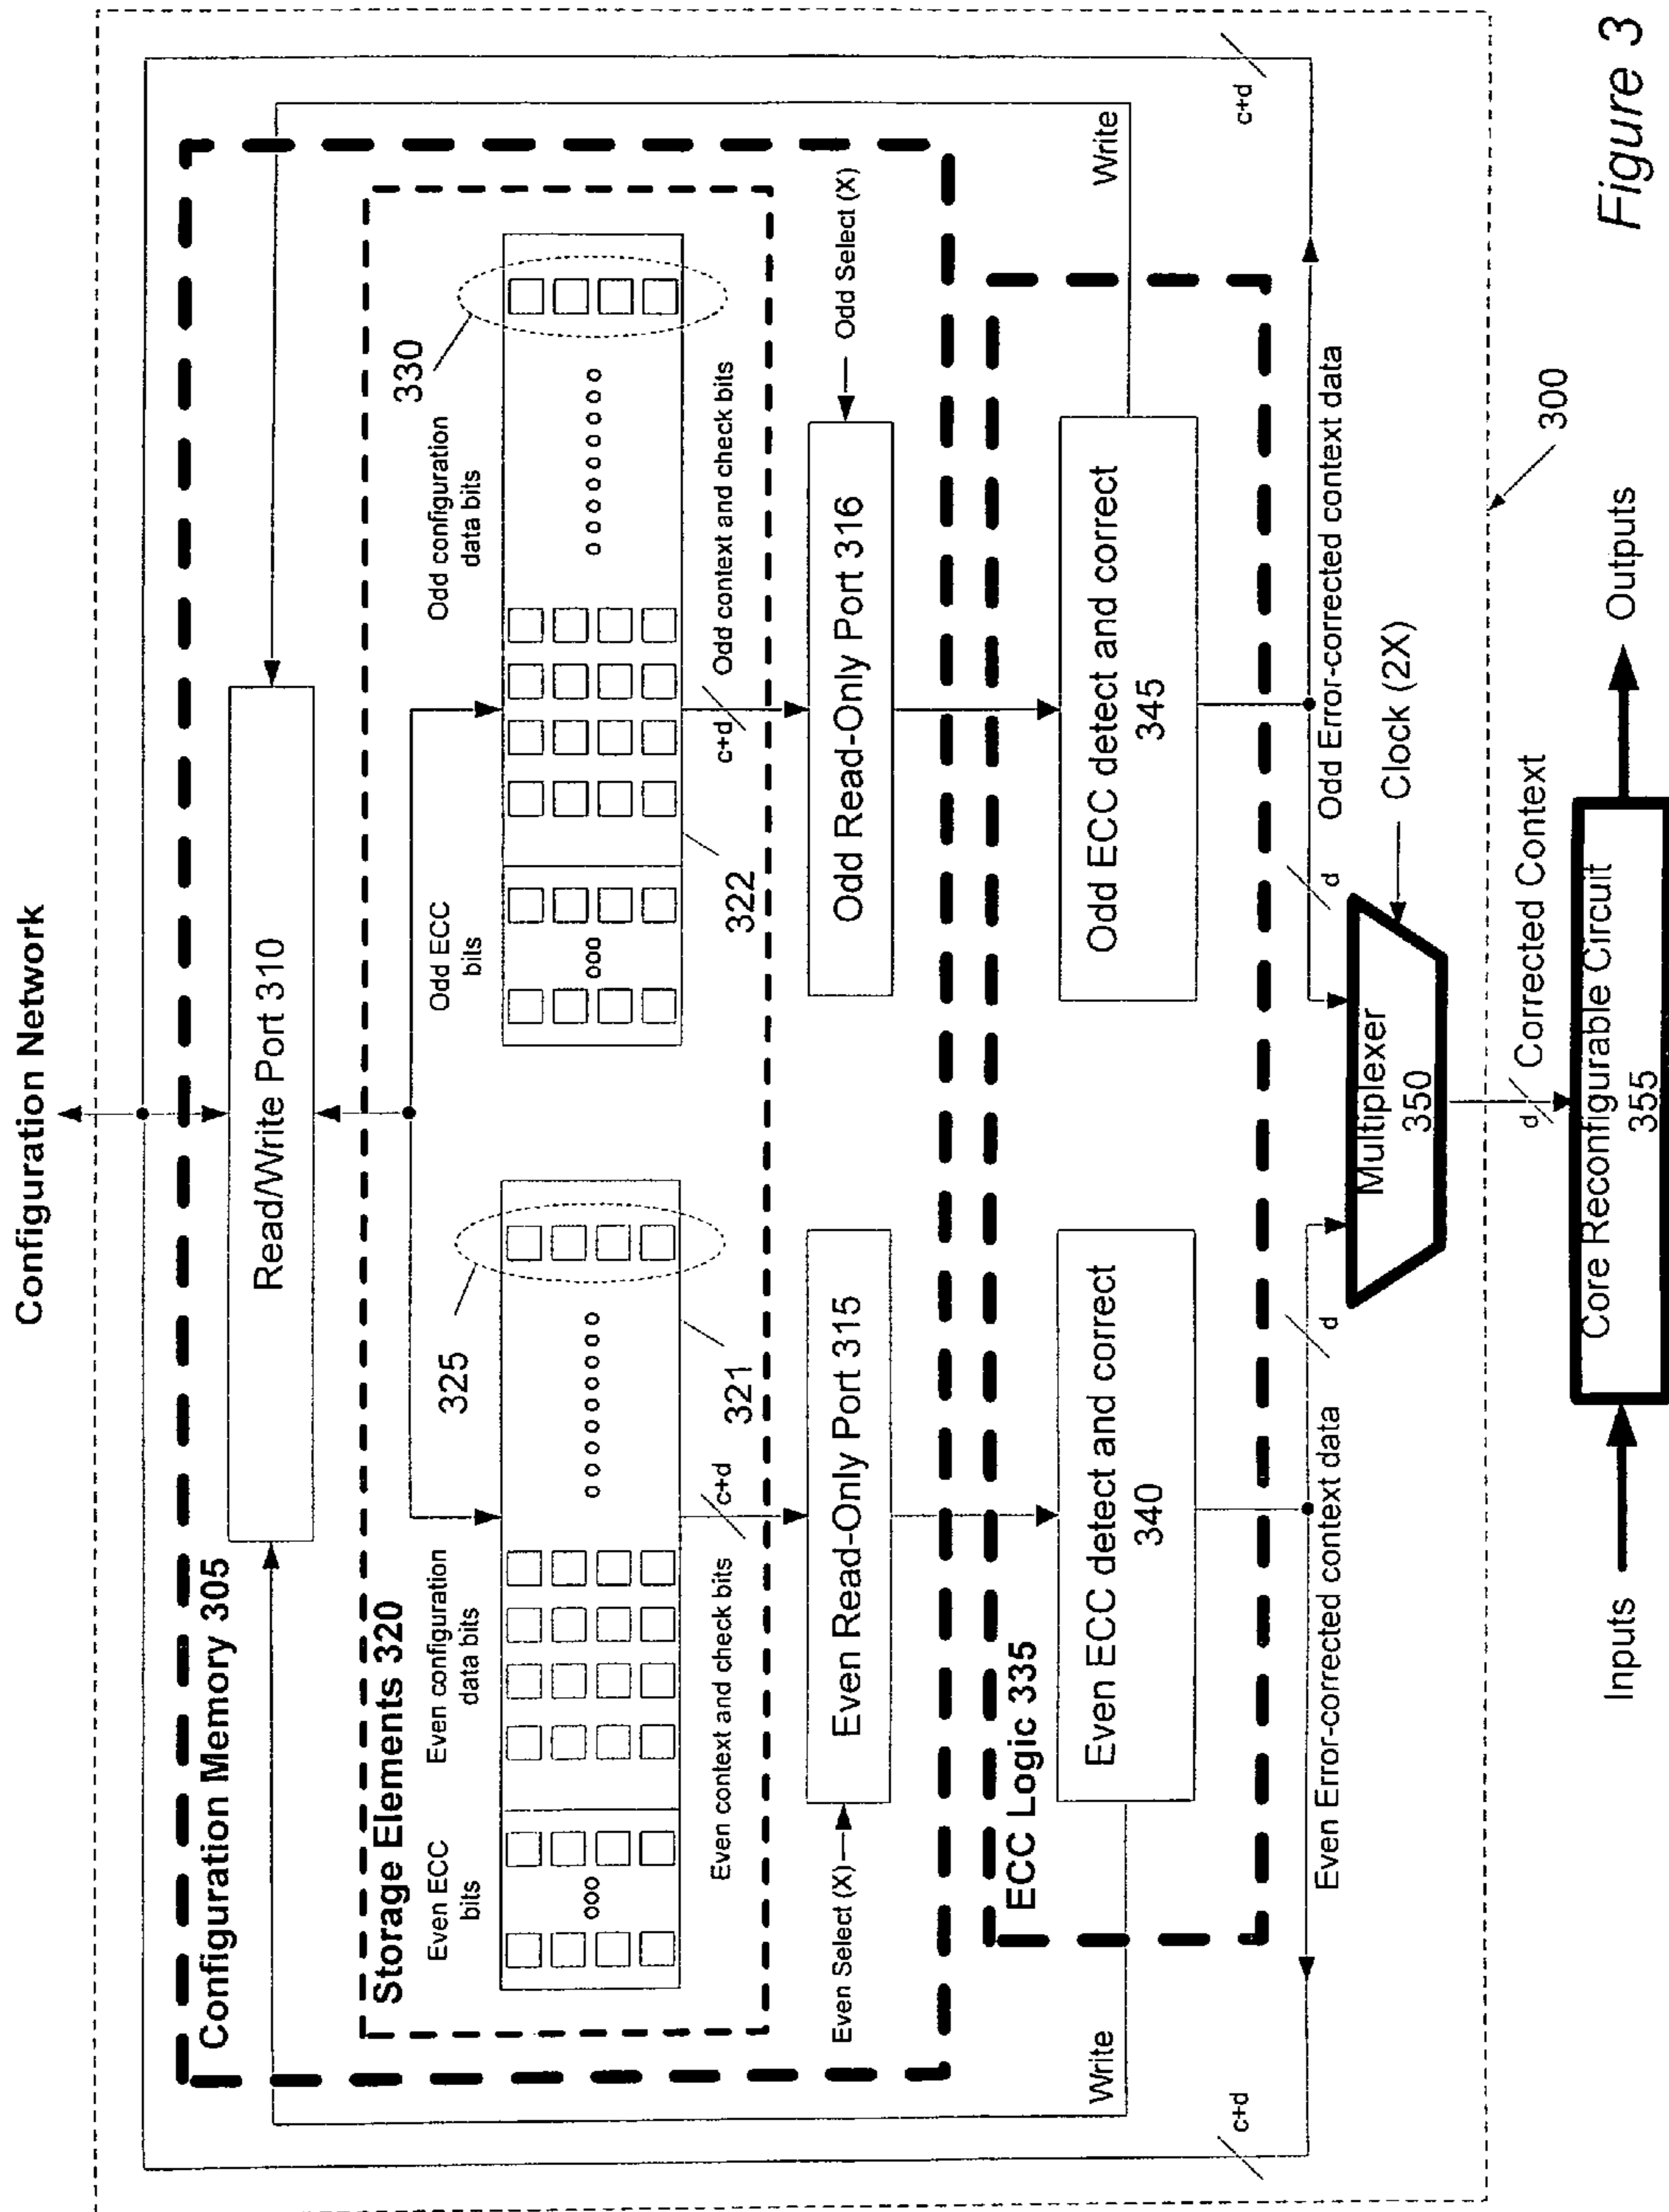 Configuration Network
Configuration Memory 305
Read/Write Port 310
Storage Elements 320
Even ECC
bits
Even configuration
data bits
325
Odd ECC
bits
Odd configuration
data bits
330
ooo
oooooooo
ooo
ooooooooo
321
322
Even context and check bits
c+d
c+d
Odd context and check bits
Even Select (X)
Even Read-Only Port 315
Odd Read-Only Port 316
Odd Select (X)
ECC Logic 335
Even ECC detect and correct
340
Odd ECC detect and correct
345
Write
Write
c+d
c+d
Even Error-corrected context data
d
d
Odd Error-corrected context data
Multiplexer
350
Clock (2X)
300
d
Corrected Context
Inputs
Core Reconfigurable Circuit
355
Outputs
Figure 3